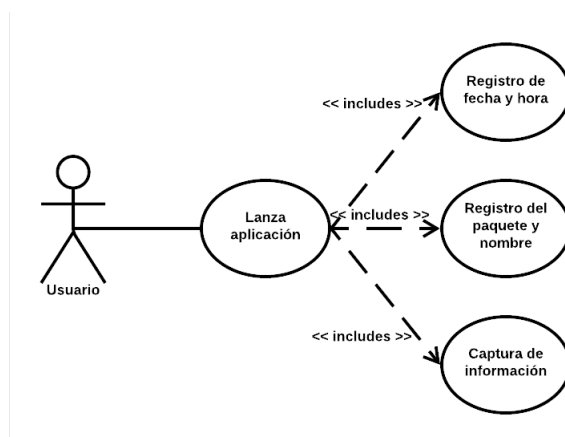 Registro de
fecha y hora
<< includes >>
Lanza
aplicación
<< includes >>
Registro del
paquete y
nombre
Usuario
<< includes >>
Captura de
información